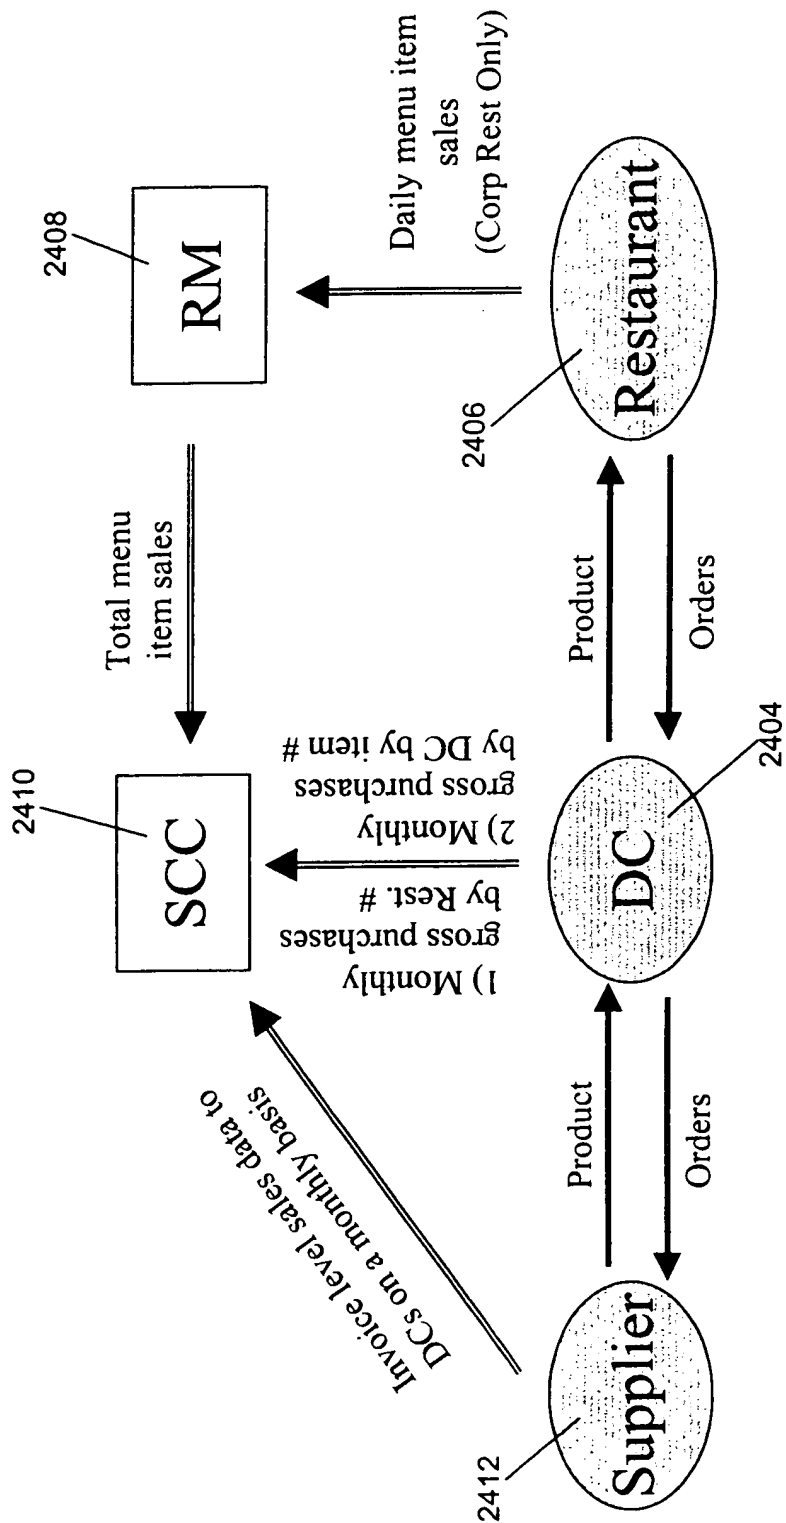 2410
2408
SCC
RM
Total menu
item sales
Daily menu item
sales
(Corp Rest Only)
Invoice level sales data to
DCs on a monthly basis
1) Monthly
gross purchases
by Rest. #
2) Monthly
gross purchases
by DC by item #
2412
Supplier
Product
Orders
DC
2404
Product
Orders
2406
Restaurant